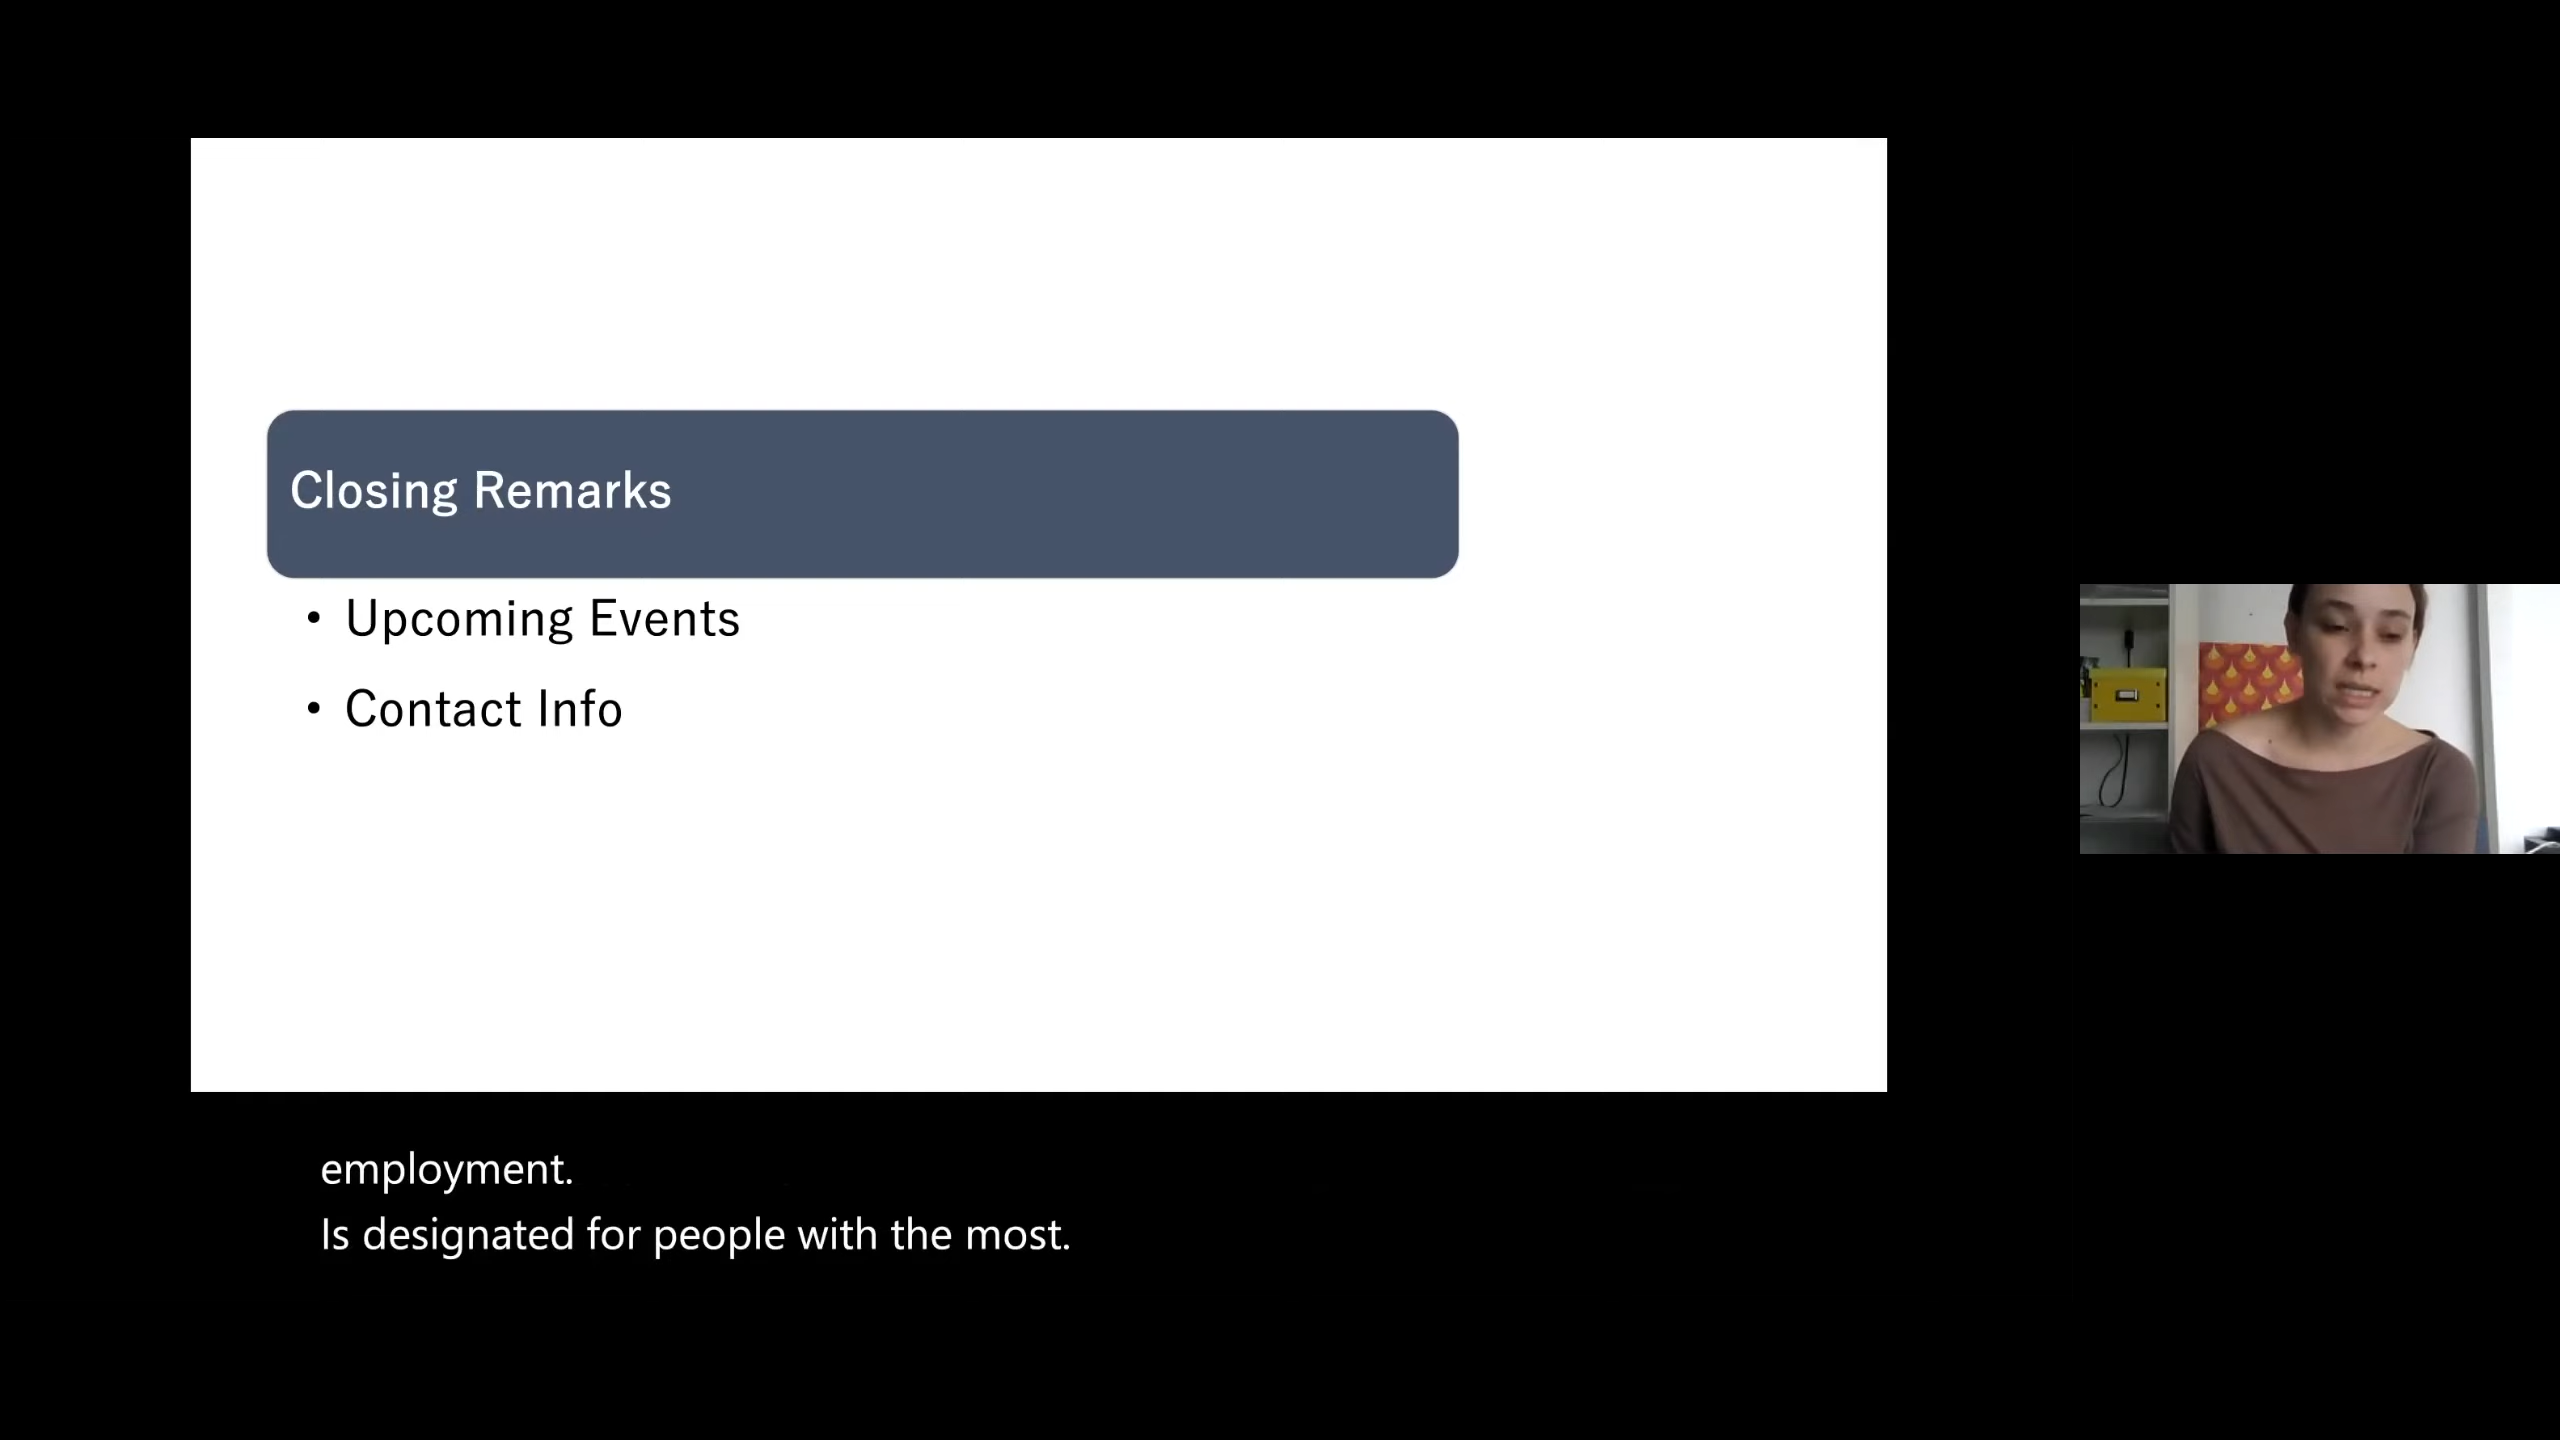 Closing Remarks
• Upcoming Events
• Contact Info
employment.
Is designated for people with the most.